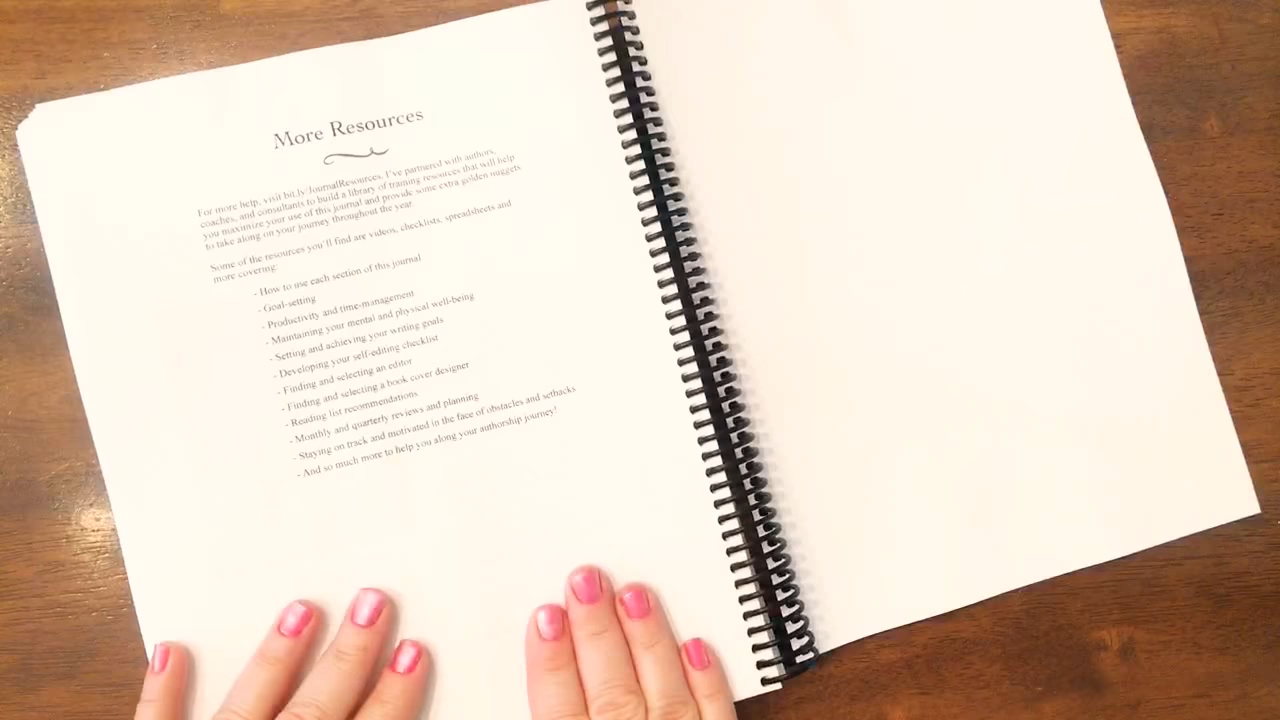 More Resources
For more help, visit bit.ly/JournalResources. I've partnered with authors,
coaches, and consultants to build a library of training resources that will help
you maximize your use of this journal and provide some extra golden nuggets
to take along on your journey throughout the year.
Some of the resources you'll find are videos, checklists, spreadsheets and
more covering:
- How to use each section of this journal
- Goal-setting
- Productivity and time-management
- Maintaining your mental and physical well-being
- Setting and achieving your writing goals
- Developing your self-editing checklist
- Finding and selecting an editor
- Finding and selecting a book cover designer
- Reading list recommendations
- Monthly and quarterly reviews and planning
- Staying on track and motivated in the face of obstacles and setbacks
- And so much more to help you along your authorship journey!